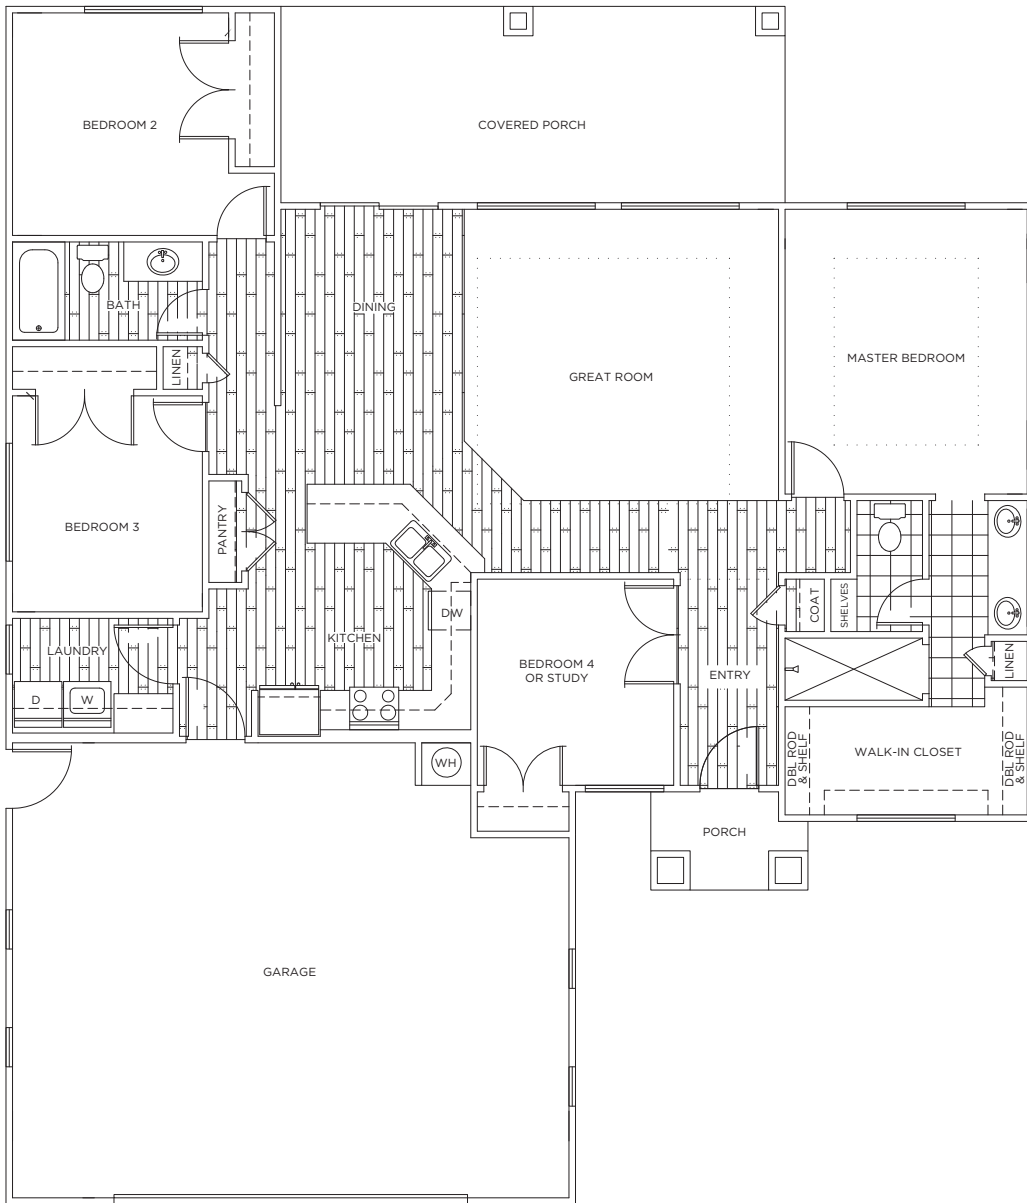 BEDROOM 2
COVERED PORCH
BATH
DINING
LINEN
GREAT ROOM
MASTER BEDROOM
BEDROOM 3
PANTRY
KITCHEN
DW
LAUNDRY
D
W
BEDROOM 4
OR STUDY
ENTRY
COAT
SHELVES
LINEN
WALK-IN CLOSET
DBL ROD
& SHELF
DBL ROD
& SHELF
WH
PORCH
GARAGE